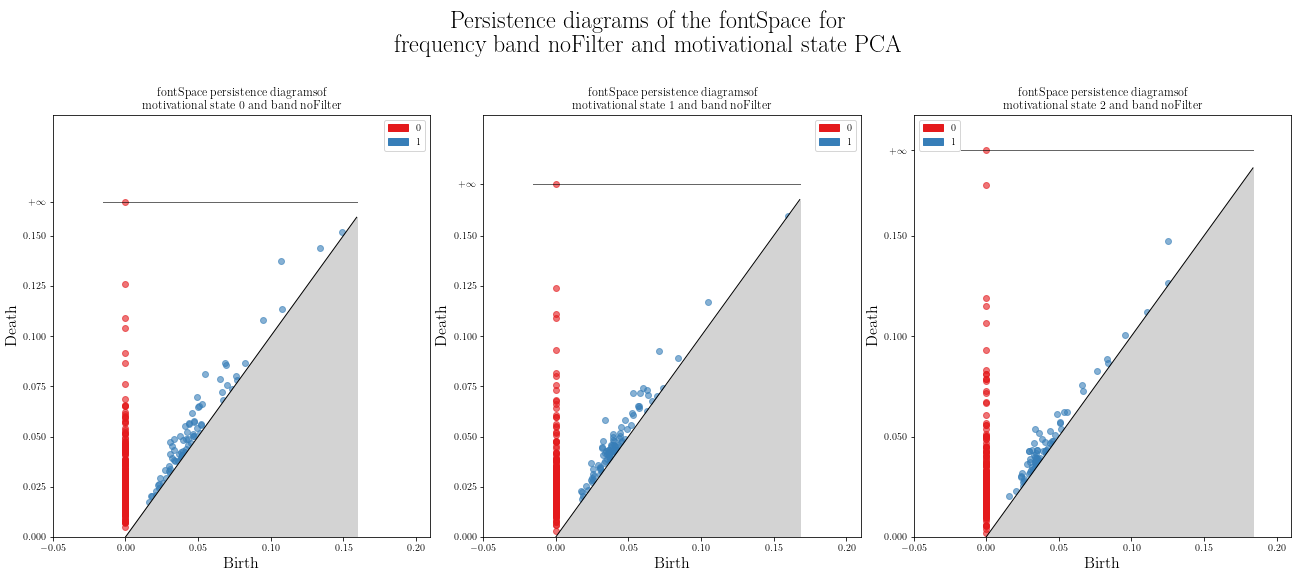 Persistence diagrams of the fontSpace for
frequency band noFilter and motivational state PCA
fontSpace persistence diagramsof
motivational state 0 and band noFilter
0
1
+∞
0.150
0.125
0.100
0.075
0.050
0.025
0.000
Death
−0.05 0.00 0.05 0.10 0.15 0.20
Birth
fontSpace persistence diagramsof
motivational state 1 and band noFilter
0
1
+∞
0.150
0.125
0.100
0.075
0.050
0.025
0.000
Death
−0.05 0.00 0.05 0.10 0.15 0.20
Birth
fontSpace persistence diagramsof
motivational state 2 and band noFilter
0
1
+∞
0.150
0.125
0.100
0.075
0.050
0.025
0.000
Death
−0.05 0.00 0.05 0.10 0.15 0.20
Birth